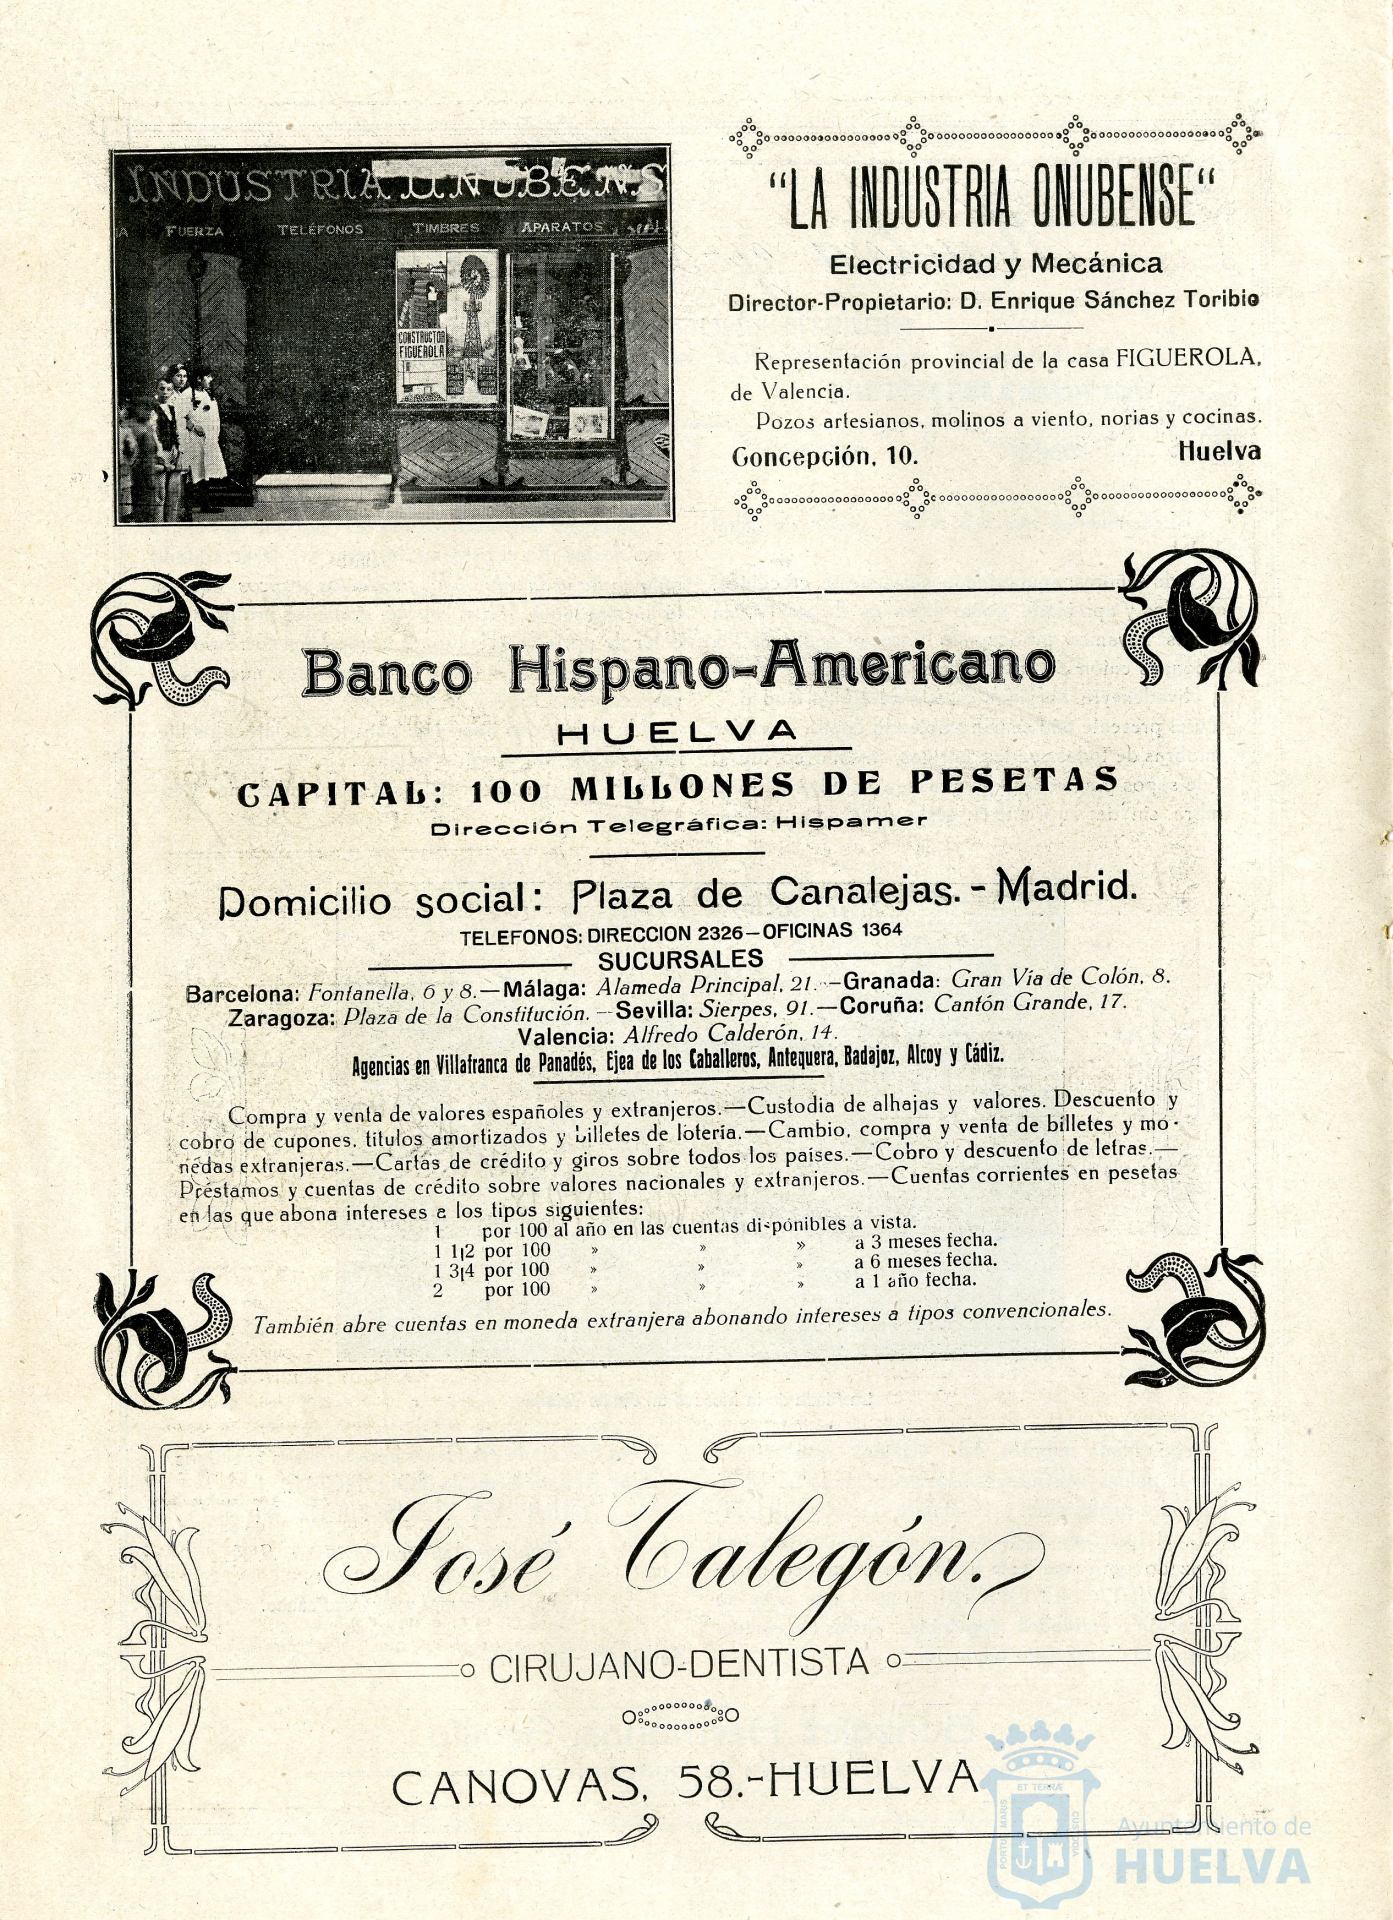 INDUSTRIA ONUBENS
FUERZA TELÉFONOS TIMBRES APARATOS
CONSTRUCTOR
FIGUEROLA
"LA INDUSTRIA ONUBENSE"
Electricidad y Mecánica
Director-Propietario: D. Enrique Sánchez Toribio
Representación provincial de la casa FIGUEROLA,
de Valencia.
Pozos artesianos, molinos a viento, norias y cocinas.
Concepción, 10. Huelva
Banco Hispano-Americano
HUELVA
CAPITAL: 100 MILLONES DE PESETAS
Dirección Telegráfica: Hispamer
Domicilio social: Plaza de Canalejas.-Madrid.
TELEFONOS: DIRECCION 2326—OFICINAS 1364
SUCURSALES
Barcelona: Fontanella, 6 y 8.—Málaga: Alameda Principal, 21.—Granada: Gran Vía de Colón, 8.
Zaragoza: Plaza de la Constitución.—Sevilla: Sierpes, 91.—Coruña: Cantón Grande, 17.
Valencia: Alfredo Calderón, 14.
Agencias en Villafranca de Panadés, Ejea de los Caballeros, Antequera, Badajoz, Alcoy y Cádiz.
Compra y venta de valores españoles y extranjeros.—Custodia de alhajas y valores. Descuento y
cobro de cupones, títulos amortizados y billetes de lotería.—Cambio, compra y venta de billetes y mo-
nedas extranjeras.—Cartas de crédito y giros sobre todos los países.—Cobro y descuento de letras.—
Préstamos y cuentas de crédito sobre valores nacionales y extranjeros.—Cuentas corrientes en pesetas
en las que abona intereses a los tipos siguientes:
1 por 100 al año en las cuentas disponibles a vista.
1 1|2 por 100 » » » a 3 meses fecha.
1 3|4 por 100 » » » a 6 meses fecha.
2 por 100 » » » a 1 año fecha.
También abre cuentas en moneda extranjera abonando intereses a tipos convencionales.
José Talegón.
CIRUJANO-DENTISTA
CANOVAS, 58.-HUELVA
PORTUS MARIS ET TERRÆ CUSTODIA
Ayuntamiento de
HUELVA